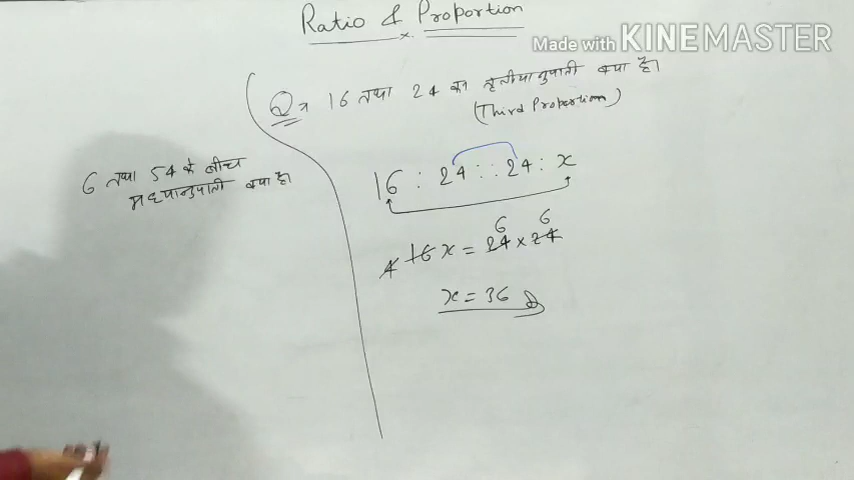 Ratio & Proportion
Made with KINEMASTER
Q→ 16 तथा 24 का तृतीयानुपाती क्या है।
(Third Proportion)
6 तथा 54 के बीच
मध्यानुपाती क्या है।
16 : 24 :: 24 : x
6 6
4 16 x = 24 × 24
x = 36